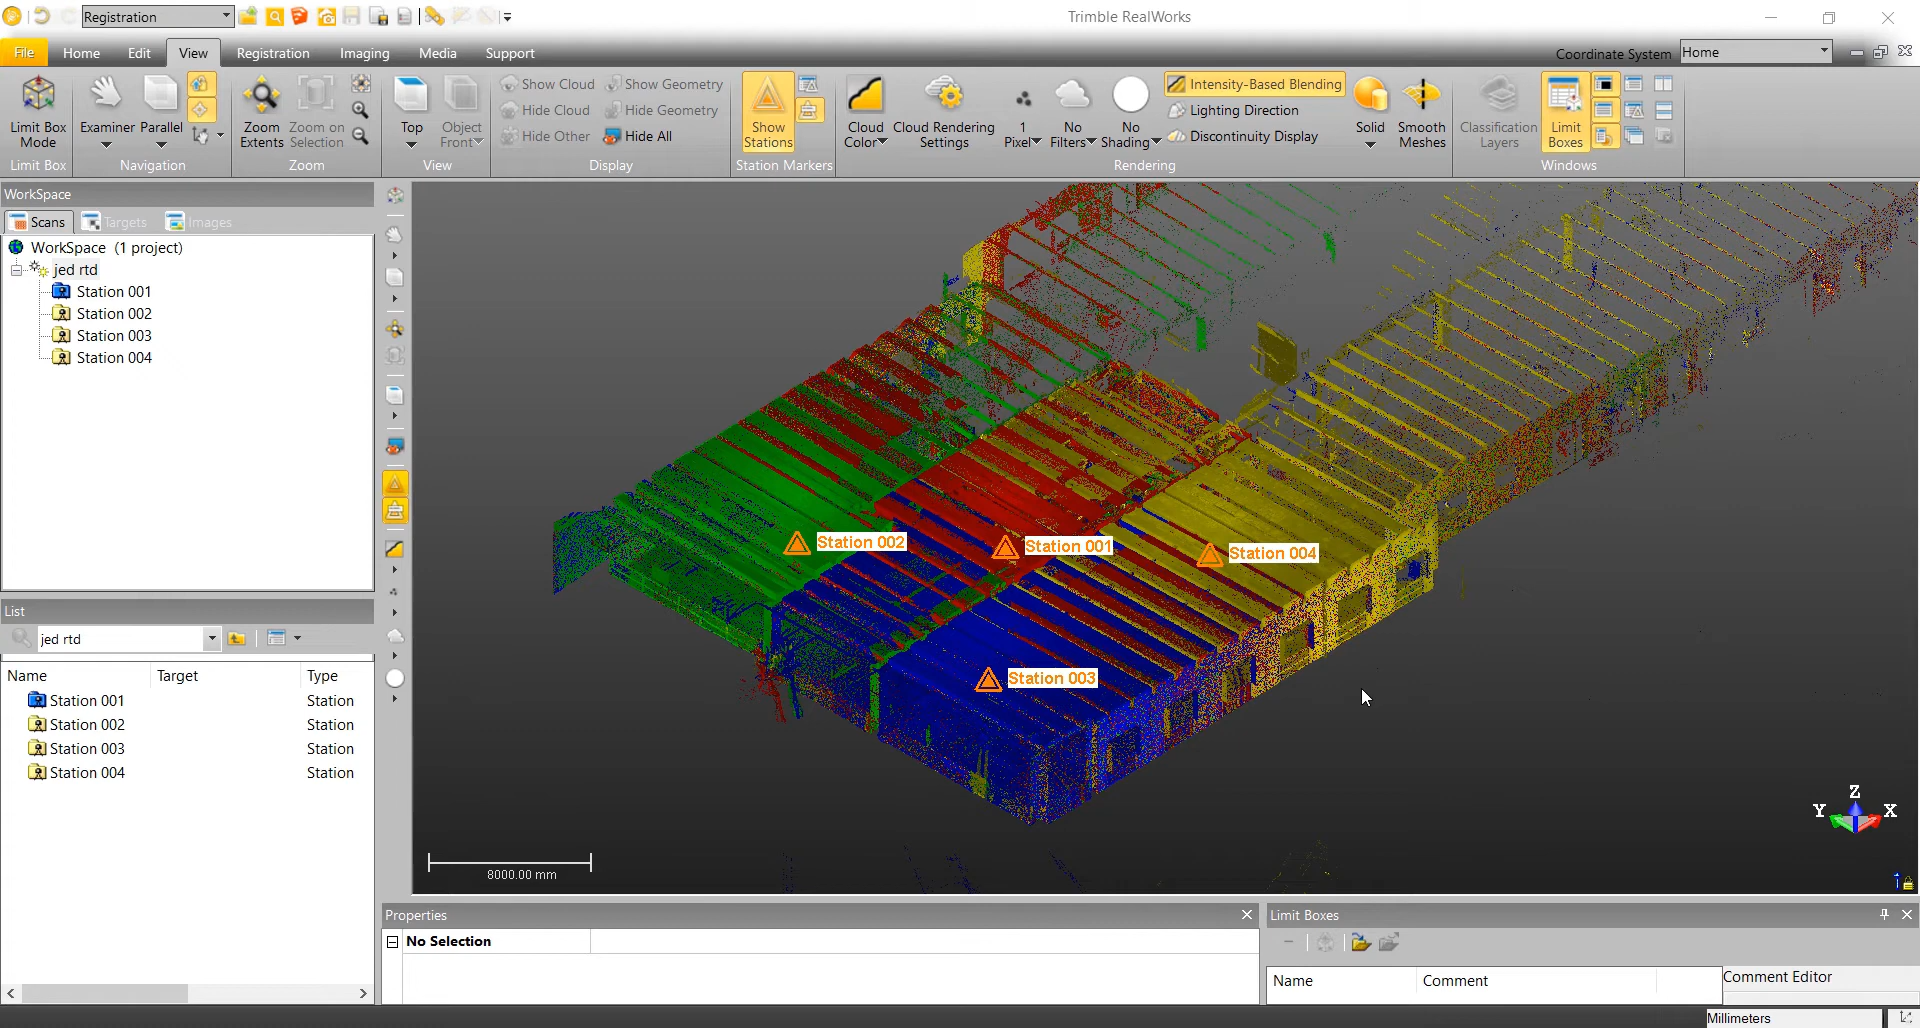 Registration
Trimble RealWorks
File Home Edit View Registration Imaging Media Support
Coordinate System Home
Limit Box Mode
Examiner
Parallel
Zoom Extents
Zoom on Selection
Top
Object Front
Show Cloud
Hide Cloud
Hide Other
Show Geometry
Hide Geometry
Hide All
Show Stations
Cloud Color
Cloud Rendering Settings
1 Pixel
No Filters
No Shading
Intensity-Based Blending
Lighting Direction
Discontinuity Display
Solid
Smooth Meshes
Classification Layers
Limit Boxes
Limit Box
Navigation
Zoom
View
Display
Station Markers
Rendering
Windows
WorkSpace
Scans Targets Images
WorkSpace (1 project)
jed rtd
Station 001
Station 002
Station 003
Station 004
List
jed rtd
Name Target Type
Station 001 Station
Station 002 Station
Station 003 Station
Station 004 Station
Station 002
Station 001
Station 004
Station 003
8000.00 mm
Z
Y
X
Properties
No Selection
Limit Boxes
Name Comment
Comment Editor
Millimeters